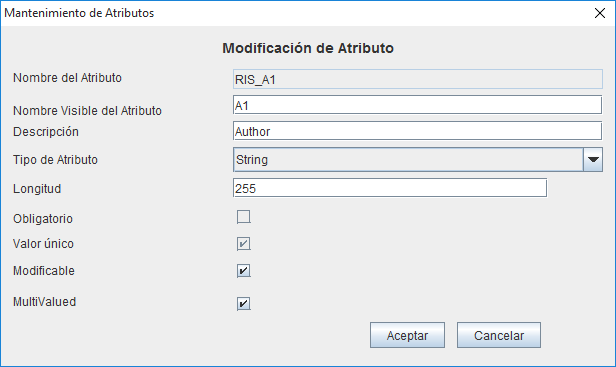 Mantenimiento de Atributos
Modificación de Atributo
Nombre del Atributo RIS_A1
Nombre Visible del Atributo A1
Descripción Author
Tipo de Atributo String
Longitud 255
Obligatorio
Valor único
Modificable
MultiValued
Aceptar Cancelar